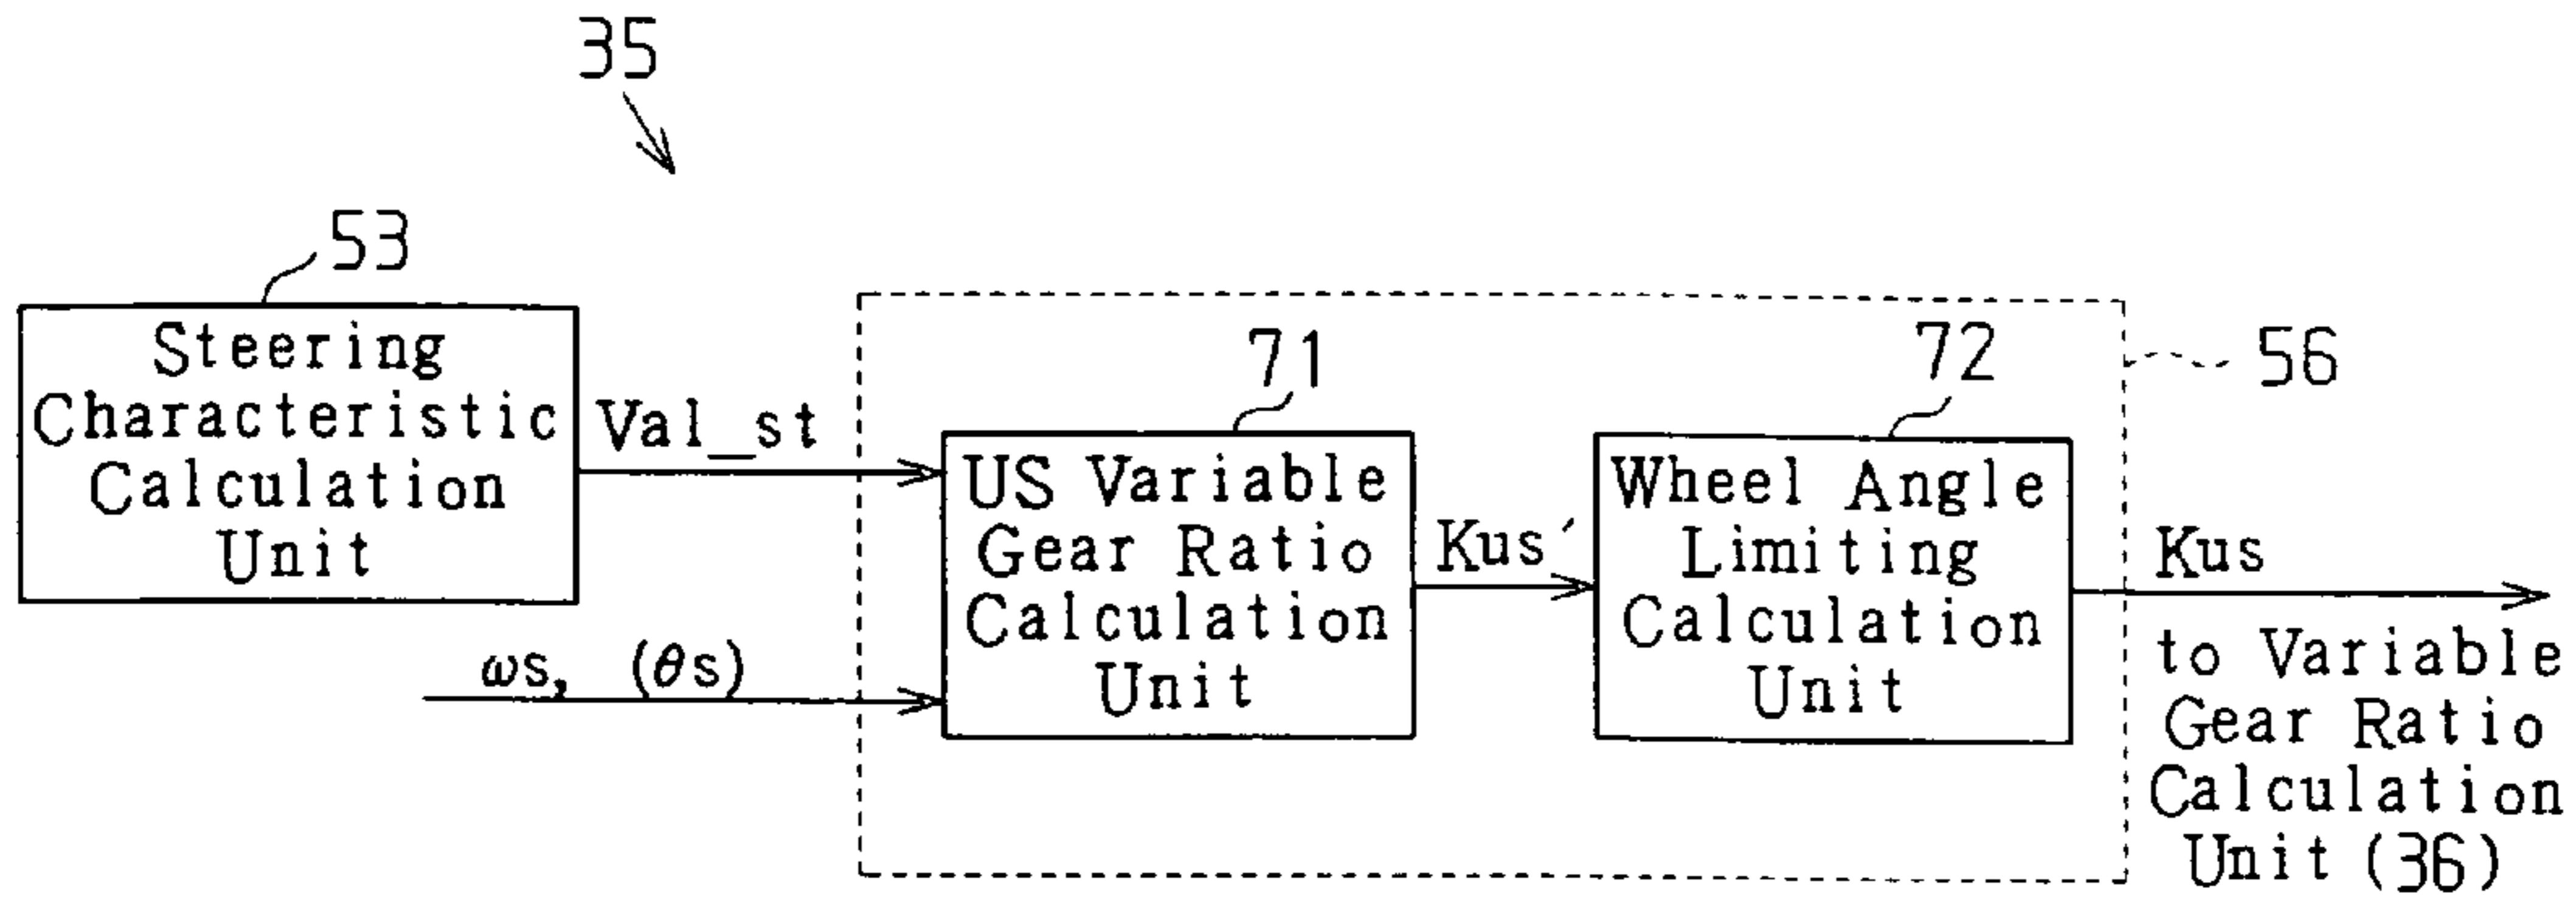 35
53
Steering
Characteristic
Calculation
Unit
Val_st
ωs, (θs)
71
US Variable
Gear Ratio
Calculation
Unit
Kus′
72
Wheel Angle
Limiting
Calculation
Unit
56
Kus
to Variable
Gear Ratio
Calculation
Unit (36)